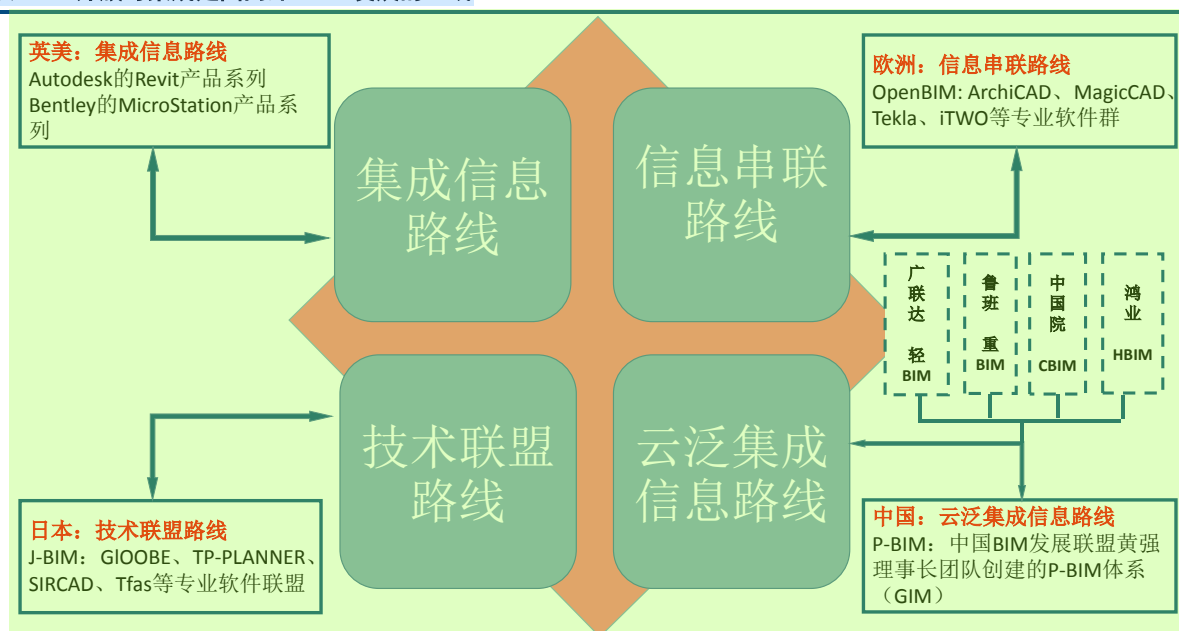 英美：集成信息路线
Autodesk的Revit产品系列
Bentley的MicroStation产品系
列
欧洲：信息串联路线
OpenBIM: ArchiCAD、MagicCAD、
Tekla、iTWO等专业软件群
集成信息
路线
信息串联
路线
广
联
达
轻
BIM
鲁
班
重
BIM
中
国
院
CBIM
鸿
业
HBIM
技术联盟
路线
云泛集成
信息路线
日本：技术联盟路线
J-BIM：GlOOBE、TP-PLANNER、
SIRCAD、Tfas等专业软件联盟
中国：云泛集成信息路线
P-BIM：中国BIM发展联盟黄强
理事长团队创建的P-BIM体系
（GIM）